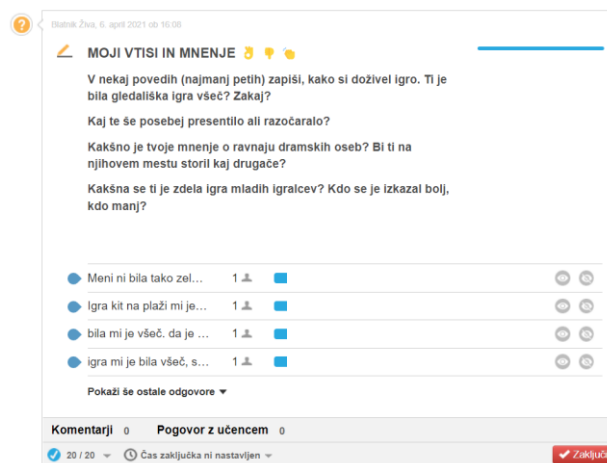 Blatnik Živa, 6. april 2021 ob 16:08
MOJI VTISI IN MNENJE
V nekaj povedih (najmanj petih) zapiši, kako si doživel igro. Ti je
bila gledališka igra všeč? Zakaj?
Kaj te še posebej presentilo ali razočaralo?
Kakšno je tvoje mnenje o ravnaju dramskih oseb? Bi ti na
njihovem mestu storil kaj drugače?
Kakšna se ti je zdela igra mladih igralcev? Kdo se je izkazal bolj,
kdo manj?
Meni ni bila tako zel... 1
Igra kit na plaži mi je... 1
bila mi je všeč. da je ... 1
igra mi je bila všeč, s... 1
Pokaži še ostale odgovore
Komentarji 0 Pogovor z učencem 0
20 / 20 Čas zaključka ni nastavljen Zaključi